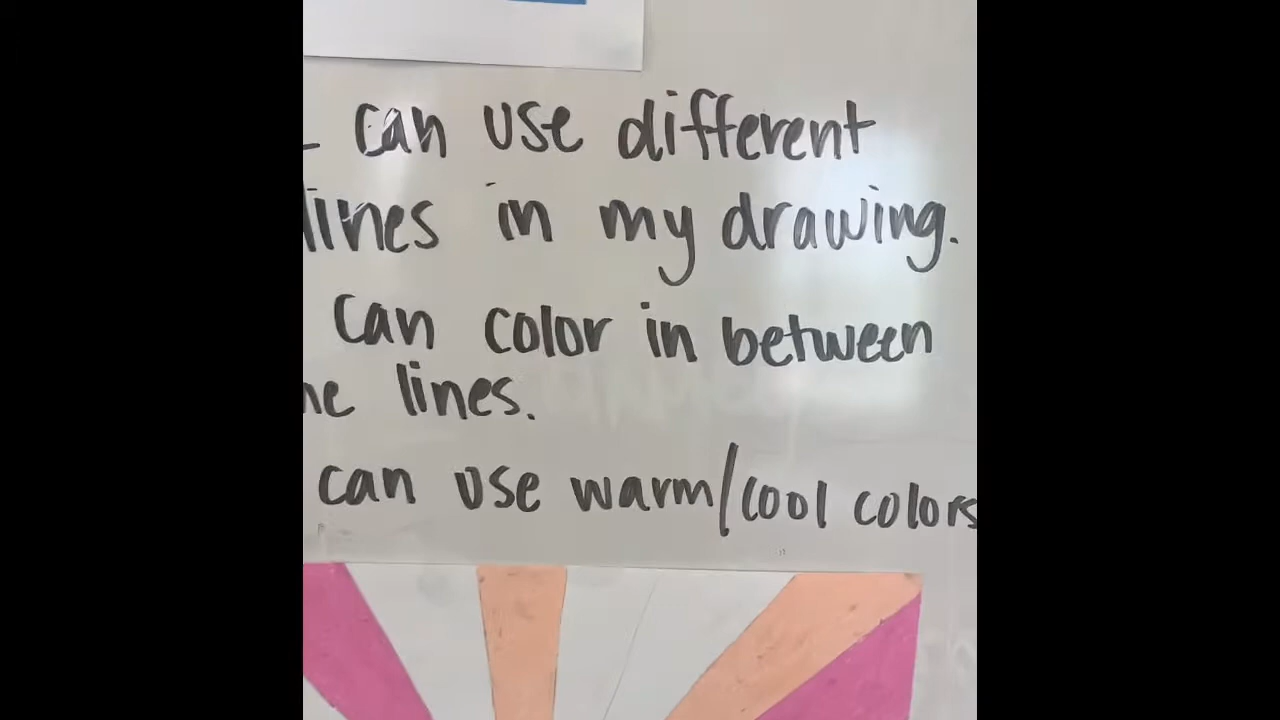 can use different
lines in my drawing.
can color in between
lines.
can use warm/cool colors